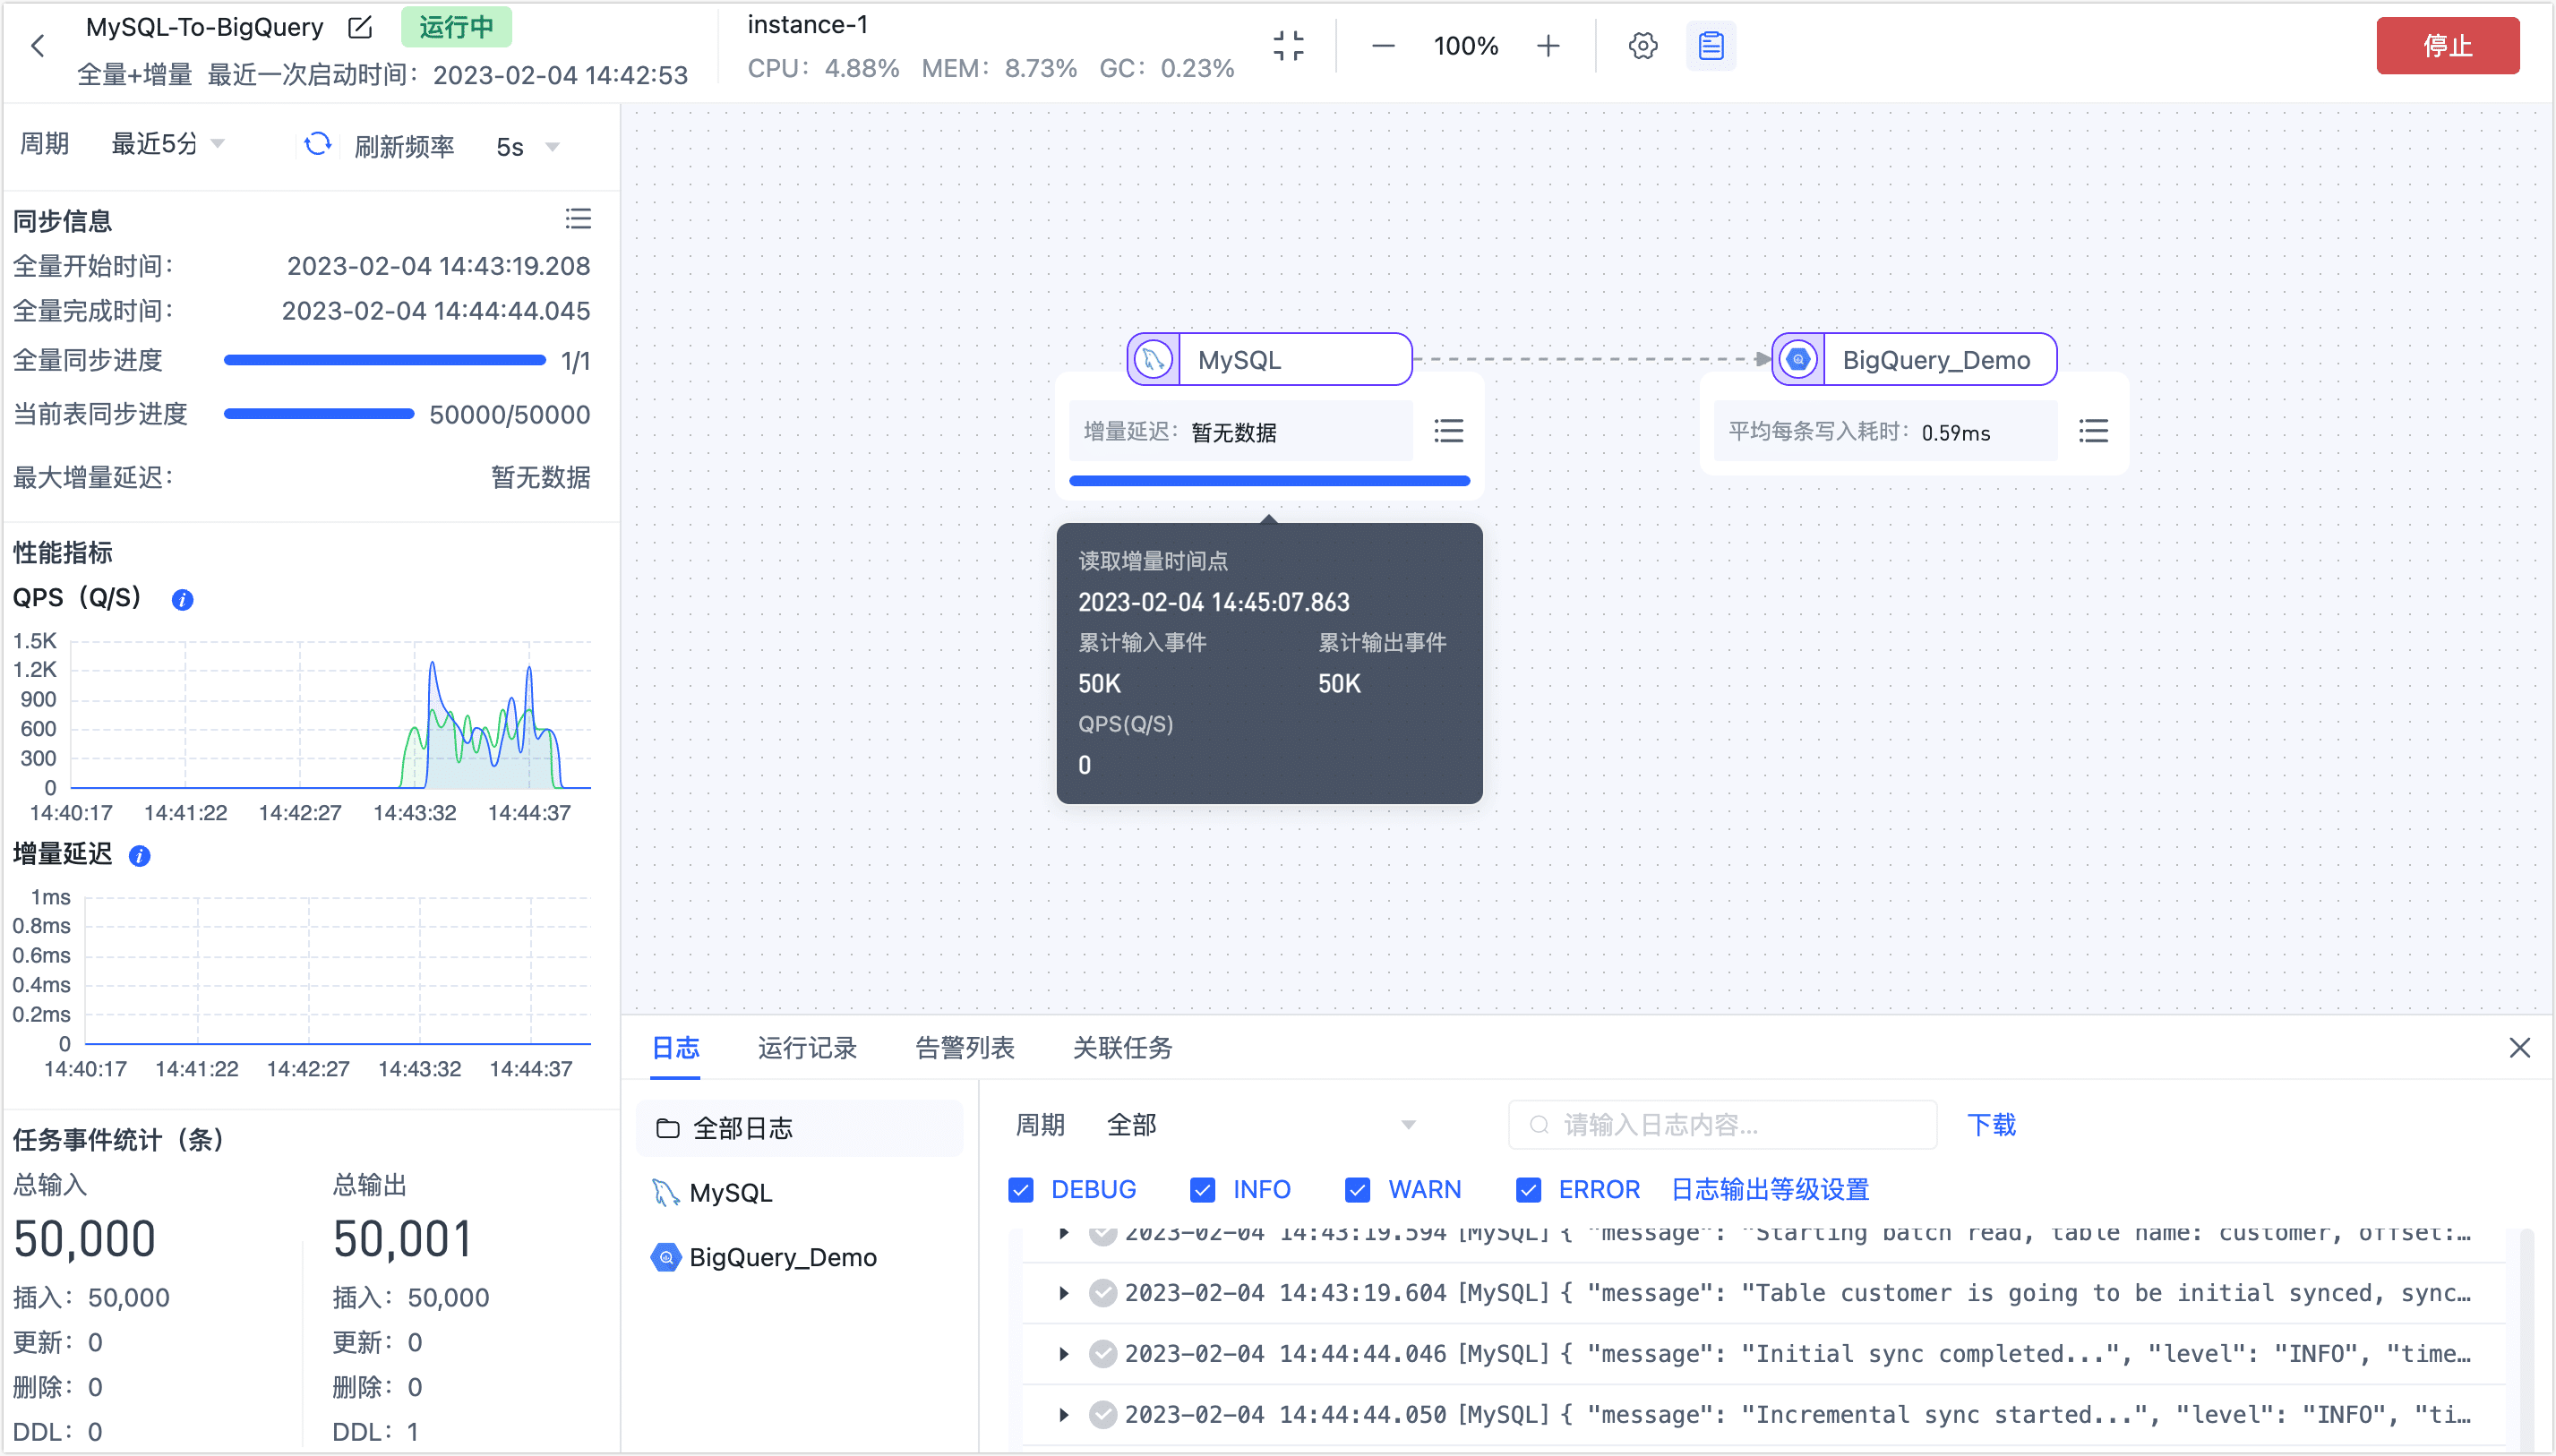 MySQL-To-BigQuery 运行中
全量+增量 最近一次启动时间: 2023-02-04 14:42:53
instance-1
CPU: 4.88% MEM: 8.73% GC: 0.23%
100%
停止
周期 最近5分 刷新频率 5s
同步信息
全量开始时间: 2023-02-04 14:43:19.208
全量完成时间: 2023-02-04 14:44:44.045
全量同步进度 1/1
当前表同步进度 50000/50000
最大增量延迟: 暂无数据
性能指标
QPS（Q/S）
1.5K
1.2K
900
600
300
0
14:40:17 14:41:22 14:42:27 14:43:32 14:44:37
增量延迟
1ms
0.8ms
0.6ms
0.4ms
0.2ms
0
14:40:17 14:41:22 14:42:27 14:43:32 14:44:37
任务事件统计（条）
总输入 总输出
50,000 50,001
插入: 50,000 插入: 50,000
更新: 0 更新: 0
删除: 0 删除: 0
DDL: 0 DDL: 1
MySQL
增量延迟: 暂无数据
BigQuery_Demo
平均每条写入耗时: 0.59ms
读取增量时间点
2023-02-04 14:45:07.863
累计输入事件 累计输出事件
50K 50K
QPS(Q/S)
0
日志 运行记录 告警列表 关联任务
全部日志
MySQL
BigQuery_Demo
周期 全部 请输入日志内容... 下载
DEBUG INFO WARN ERROR 日志输出等级设置
2023-02-04 14:43:19.594 [MySQL] { "message": "Starting batch read, table name: customer, offset:…
2023-02-04 14:43:19.604 [MySQL] { "message": "Table customer is going to be initial synced, sync…
2023-02-04 14:44:44.046 [MySQL] { "message": "Initial sync completed...", "level": "INFO", "time…
2023-02-04 14:44:44.050 [MySQL] { "message": "Incremental sync started...", "level": "INFO", "ti…